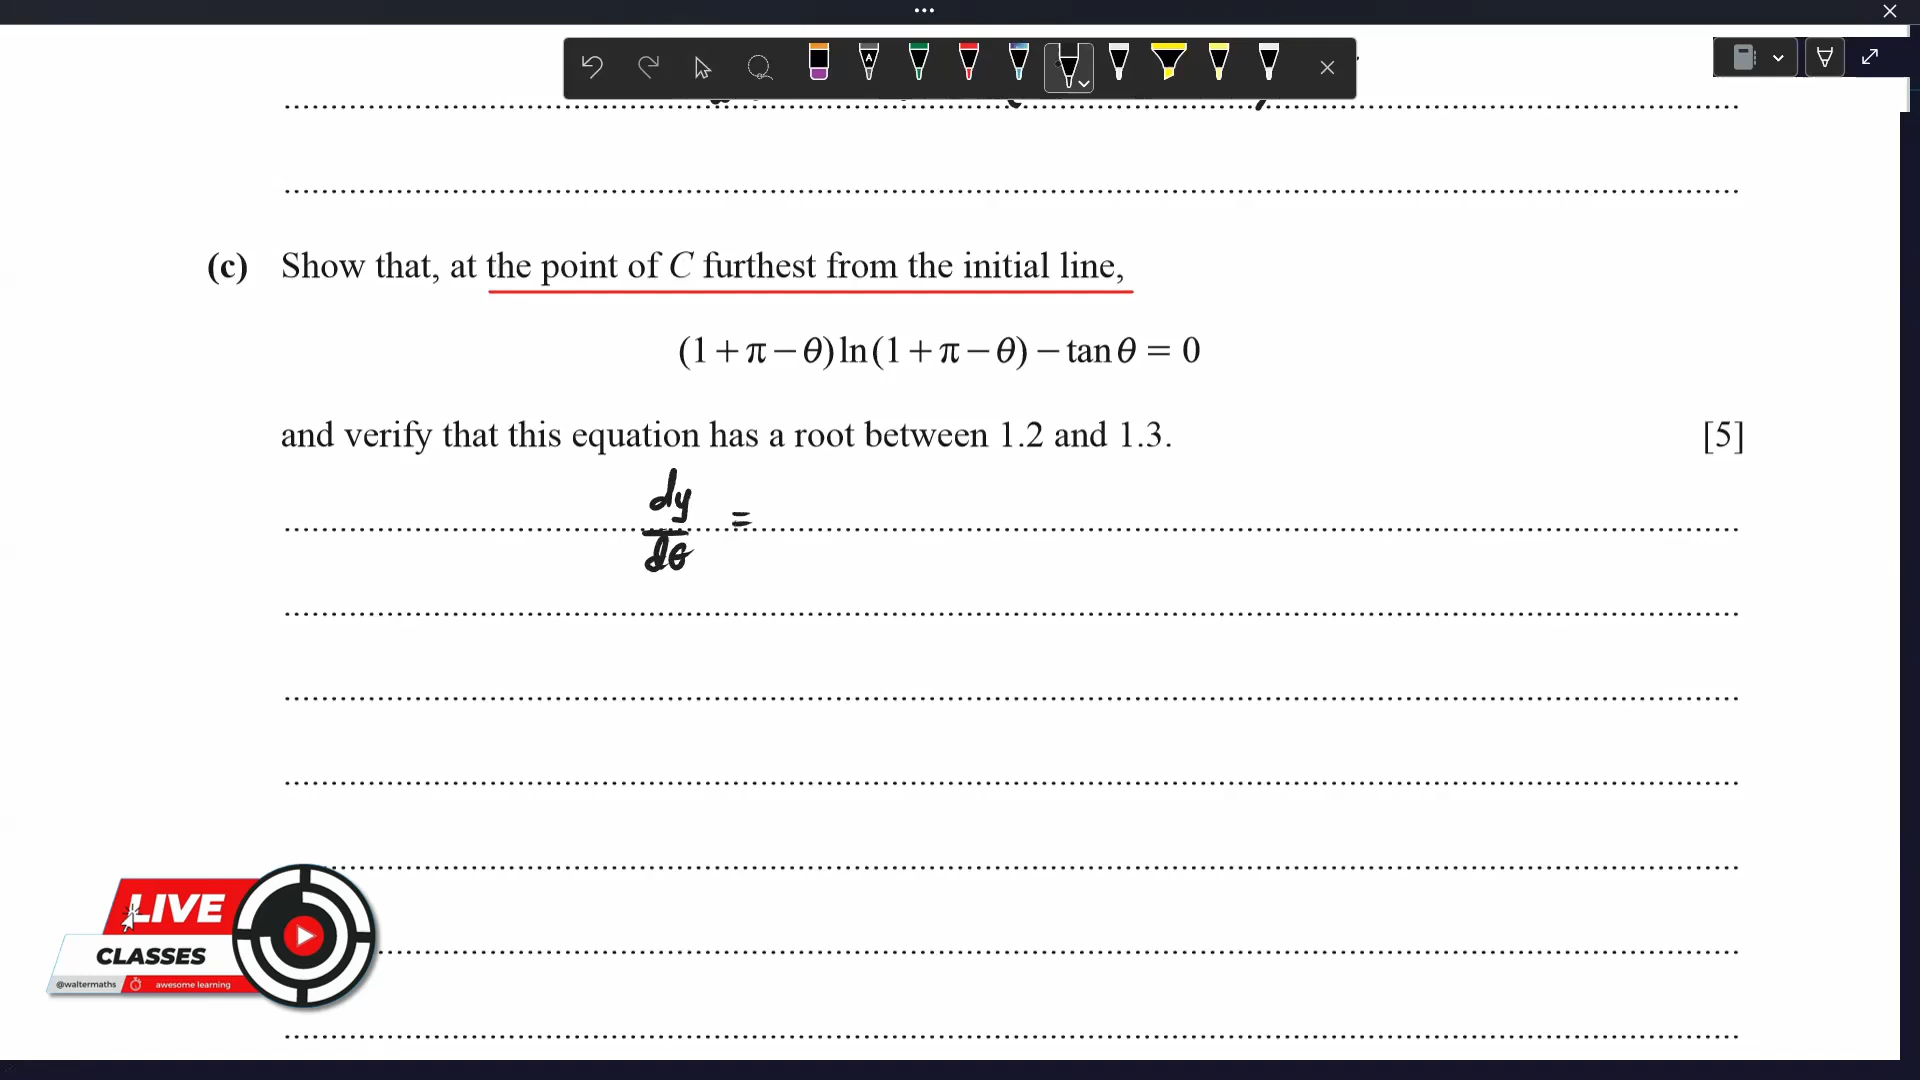 (c) Show that, at the point of C furthest from the initial line,
(1+π−θ)ln(1+π−θ)−tanθ=0
and verify that this equation has a root between 1.2 and 1.3. [5]
dy/dθ =
LIVE
CLASSES
@waltermaths awesome learning